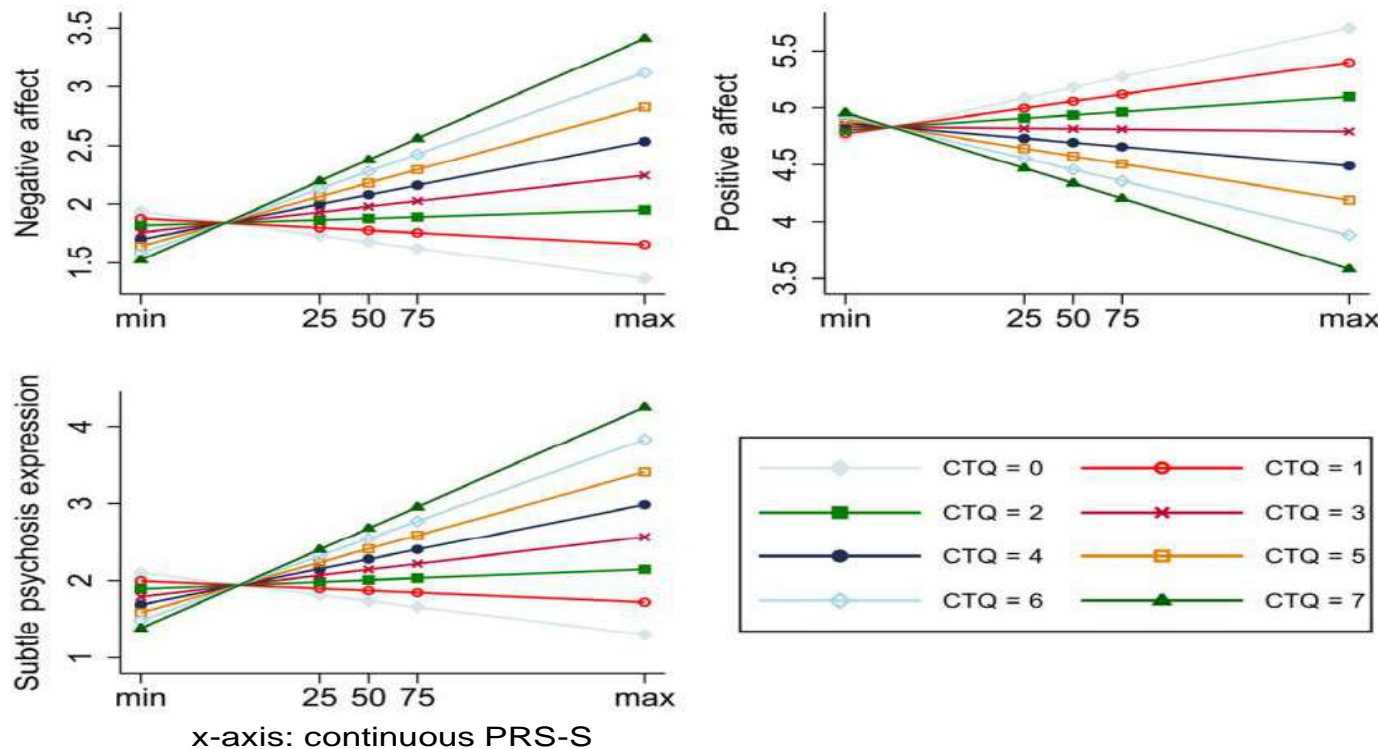 Negative affect
3.5
3
2.5
2
1.5
min 25 50 75 max
Positive affect
5.5
5
4.5
4
3.5
min 25 50 75 max
Subtle psychosis expression
4
3
2
1
min 25 50 75 max
x-axis: continuous PRS-S
CTQ = 0 CTQ = 1
CTQ = 2 CTQ = 3
CTQ = 4 CTQ = 5
CTQ = 6 CTQ = 7